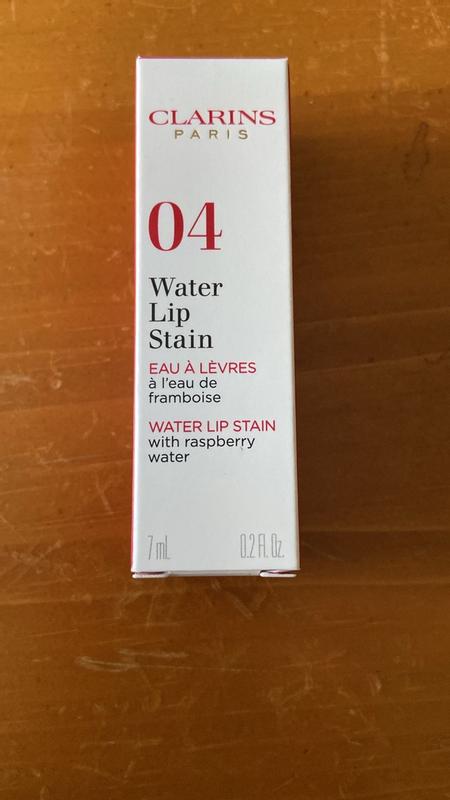 CLARINS
PARIS
04
Water
Lip
Stain
EAU À LÈVRES
à l'eau de
framboise
WATER LIP STAIN
with raspberry
water
7 mL 0.2 Fl. Oz.